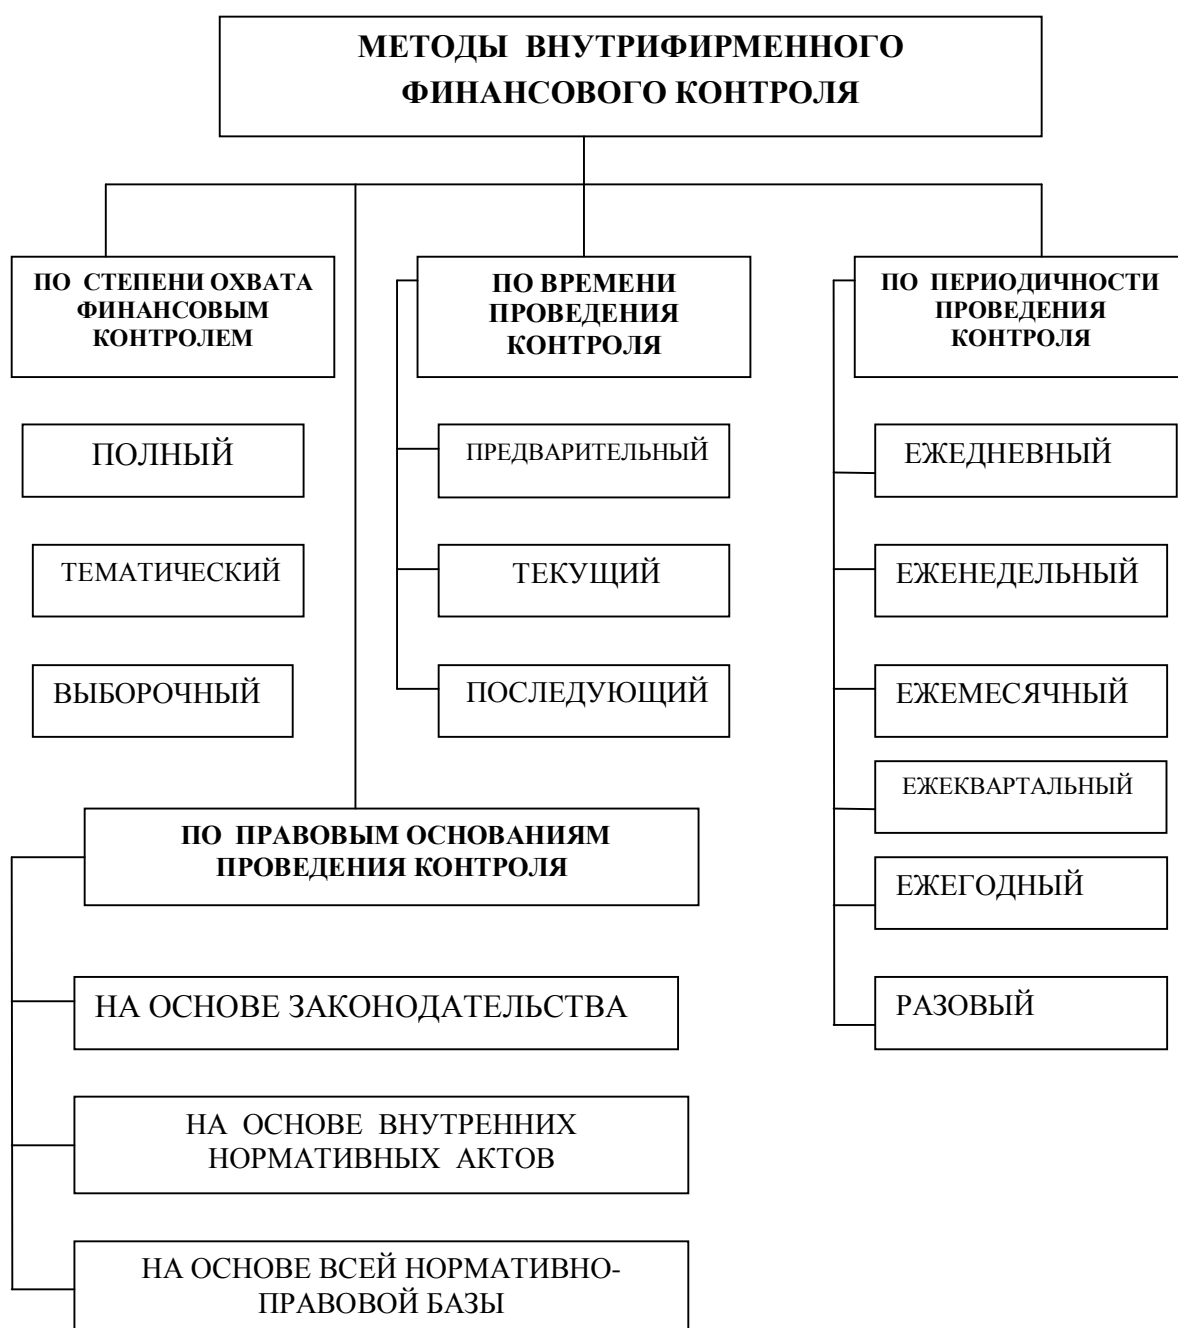 МЕТОДЫ ВНУТРИФИРМЕННОГО
ФИНАНСОВОГО КОНТРОЛЯ
ПО СТЕПЕНИ ОХВАТА
ФИНАНСОВЫМ
КОНТРОЛЕМ
ПОЛНЫЙ
ТЕМАТИЧЕСКИЙ
ВЫБОРОЧНЫЙ
ПО ВРЕМЕНИ
ПРОВЕДЕНИЯ
КОНТРОЛЯ
ПРЕДВАРИТЕЛЬНЫЙ
ТЕКУЩИЙ
ПОСЛЕДУЮЩИЙ
ПО ПЕРИОДИЧНОСТИ
ПРОВЕДЕНИЯ
КОНТРОЛЯ
ЕЖЕДНЕВНЫЙ
ЕЖЕНЕДЕЛЬНЫЙ
ЕЖЕМЕСЯЧНЫЙ
ЕЖЕКВАРТАЛЬНЫЙ
ЕЖЕГОДНЫЙ
РАЗОВЫЙ
ПО ПРАВОВЫМ ОСНОВАНИЯМ
ПРОВЕДЕНИЯ КОНТРОЛЯ
НА ОСНОВЕ ЗАКОНОДАТЕЛЬСТВА
НА ОСНОВЕ ВНУТРЕННИХ
НОРМАТИВНЫХ АКТОВ
НА ОСНОВЕ ВСЕЙ НОРМАТИВНО-
ПРАВОВОЙ БАЗЫ